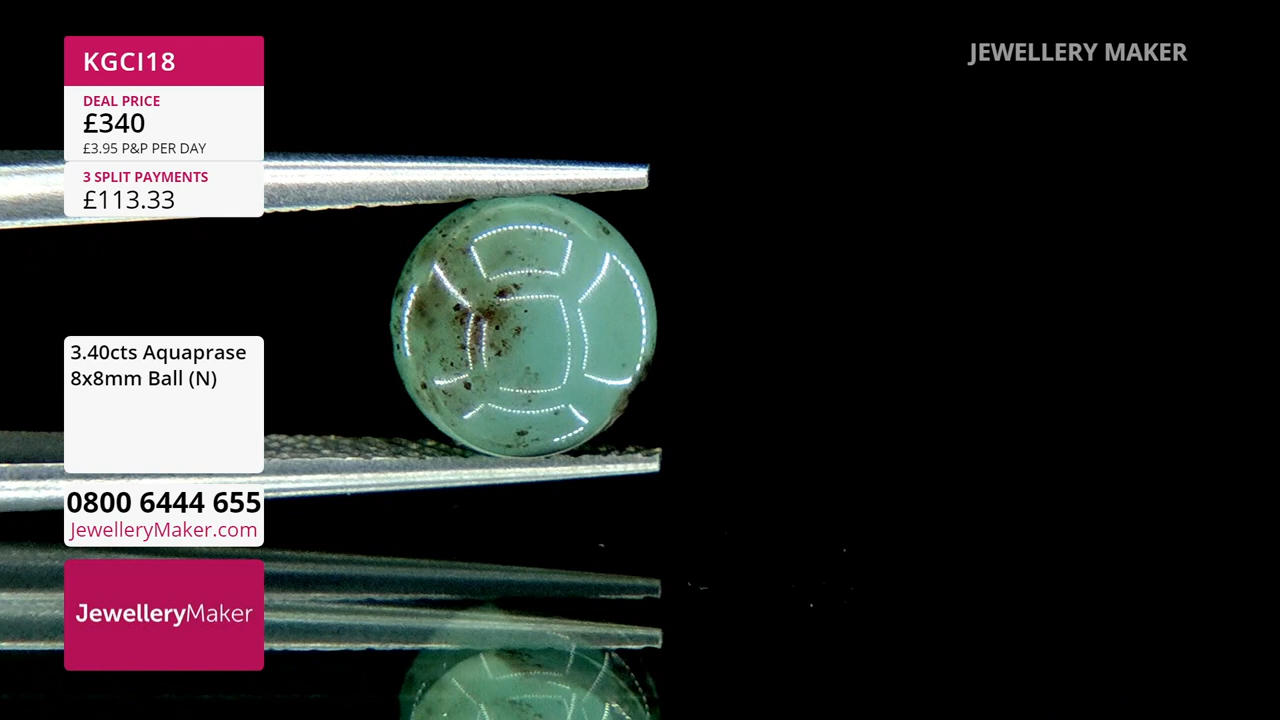 KGCI18
DEAL PRICE
£340
£3.95 P&P PER DAY
3 SPLIT PAYMENTS
£113.33
3.40cts Aquaprase
8x8mm Ball (N)
0800 6444 655
JewelleryMaker.com
JewelleryMaker
JEWELLERY MAKER